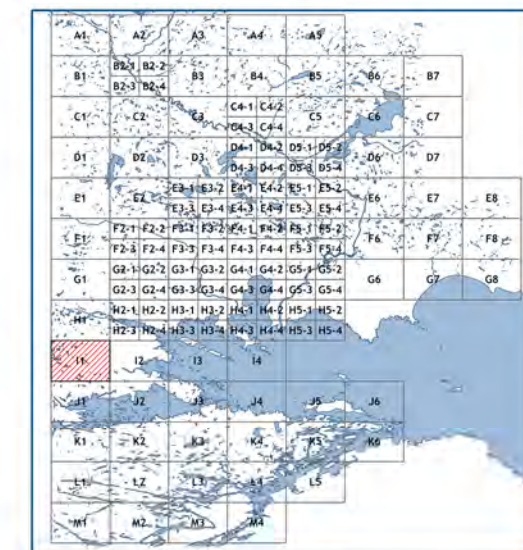 A1 A2 A3 A4 A5
B2-1 B2-2
B1 B3 B4 B5 B6 B7
B2-3 B2-4
C4-1 C4-2
C1 C2 C3 C5 C6 C7
C4-3 C4-4
D4-1 D4-2 D5-1 D5-2
D1 D2 D3 D6 D7
D4-3 D4-4 D5-3 D5-4
E3-1 E3-2 E4-1 E4-2 E5-1 E5-2
E1 E2 E6 E7 E8
E3-3 E3-4 E4-3 E4-4 E5-3 E5-4
F2-1 F2-2 F3-1 F3-2 F4-1 F4-2 F5-1 F5-2
F1 F6 F7 F8
F2-3 F2-4 F3-3 F3-4 F4-3 F4-4 F5-3 F5-4
G2-1 G2-2 G3-1 G3-2 G4-1 G4-2 G5-1 G5-2
G1 G6 G7 G8
G2-3 G2-4 G3-3 G3-4 G4-3 G4-4 G5-3 G5-4
H2-1 H2-2 H3-1 H3-2 H4-1 H4-2 H5-1 H5-2
H1
H2-3 H2-4 H3-3 H3-4 H4-3 H4-4 H5-3 H5-4
I1 I2 I3 I4
J1 J2 J3 J4 J5 J6
K1 K2 K3 K4 K5 K6
L1 L2 L3 L4 L5
M1 M2 M3 M4